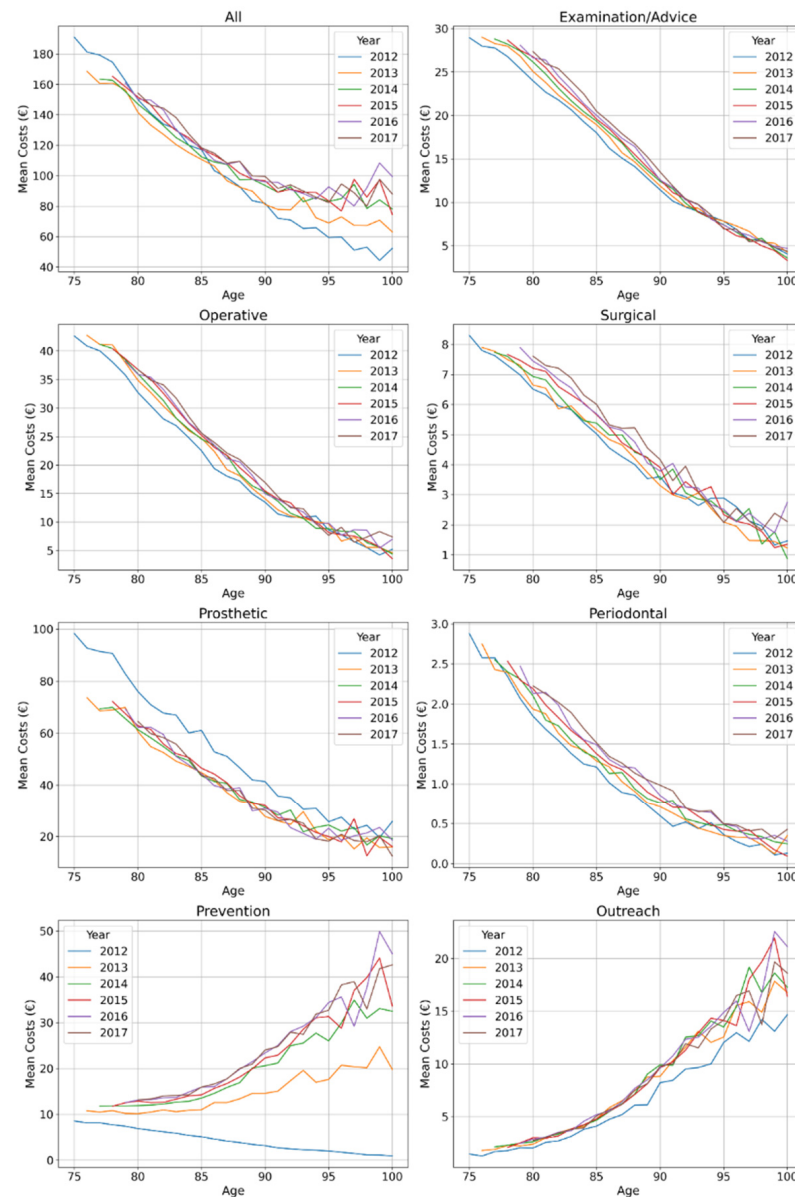 All
Mean Costs (€)
180
160
140
120
100
80
60
40
75 80 85 90 95 100
Age
Year
2012
2013
2014
2015
2016
2017
Examination/Advice
Mean Costs (€)
30
25
20
15
10
5
75 80 85 90 95 100
Age
Year
2012
2013
2014
2015
2016
2017
Operative
Mean Costs (€)
40
35
30
25
20
15
10
5
75 80 85 90 95 100
Age
Year
2012
2013
2014
2015
2016
2017
Surgical
Mean Costs (€)
8
7
6
5
4
3
2
1
75 80 85 90 95 100
Age
Year
2012
2013
2014
2015
2016
2017
Prosthetic
Mean Costs (€)
100
80
60
40
20
75 80 85 90 95 100
Age
Year
2012
2013
2014
2015
2016
2017
Periodontal
Mean Costs (€)
3.0
2.5
2.0
1.5
1.0
0.5
0.0
75 80 85 90 95 100
Age
Year
2012
2013
2014
2015
2016
2017
Prevention
Mean Costs (€)
50
40
30
20
10
0
75 80 85 90 95 100
Age
Year
2012
2013
2014
2015
2016
2017
Outreach
Mean Costs (€)
20
15
10
5
75 80 85 90 95 100
Age
Year
2012
2013
2014
2015
2016
2017